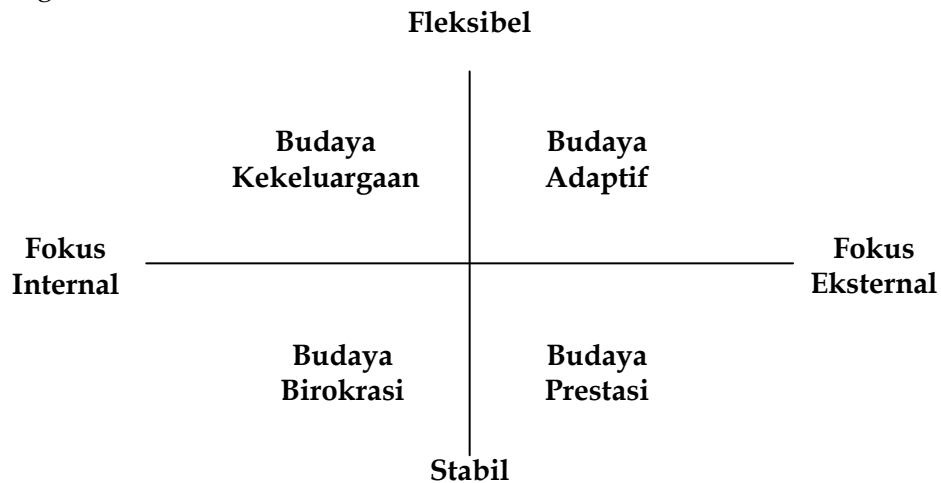 Fleksibel
Budaya
Kekeluargaan
Budaya
Adaptif
Fokus
Internal
Fokus
Eksternal
Budaya
Birokrasi
Budaya
Prestasi
Stabil